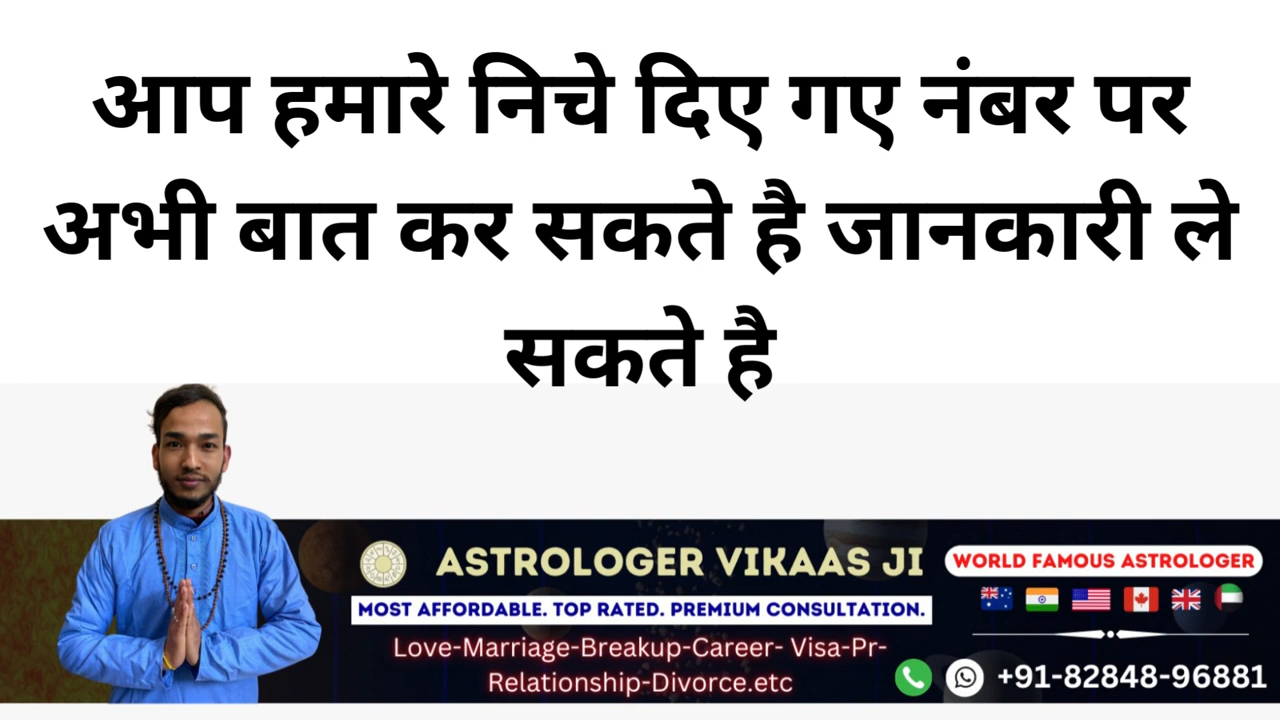 आप हमारे निचे दिए गए नंबर पर
अभी बात कर सकते है जानकारी ले
सकते है
ASTROLOGER VIKAAS JI
WORLD FAMOUS ASTROLOGER
MOST AFFORDABLE. TOP RATED. PREMIUM CONSULTATION.
Love-Marriage-Breakup-Career- Visa-Pr-
Relationship-Divorce.etc
+91-82848-96881